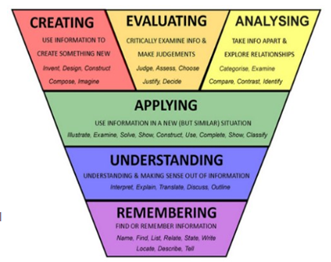 CREATING
USE INFORMATION TO
CREATE SOMETHING NEW
Invent, Design, Construct
Compose, Imagine
EVALUATING
CRITICALLY EXAMINE INFO &
MAKE JUDGEMENTS
Judge, Assess, Choose
Justify, Decide
ANALYSING
TAKE INFO APART &
EXPLORE RELATIONSHIPS
Categorise, Examine
Compare, Contrast, Identify
APPLYING
USE INFORMATION IN A NEW (BUT SIMILAR) SITUATION
Illustrate, Examine, Solve, Show, Construct, Use, Complete, Show, Classify
UNDERSTANDING
UNDERSTANDING & MAKING SENSE OUT OF INFORMATION
Interpret, Explain, Translate, Discuss, Outline
REMEMBERING
FIND OR REMEMBER INFORMATION
Name, Find, List, Relate, State, Write
Locate, Describe, Tell